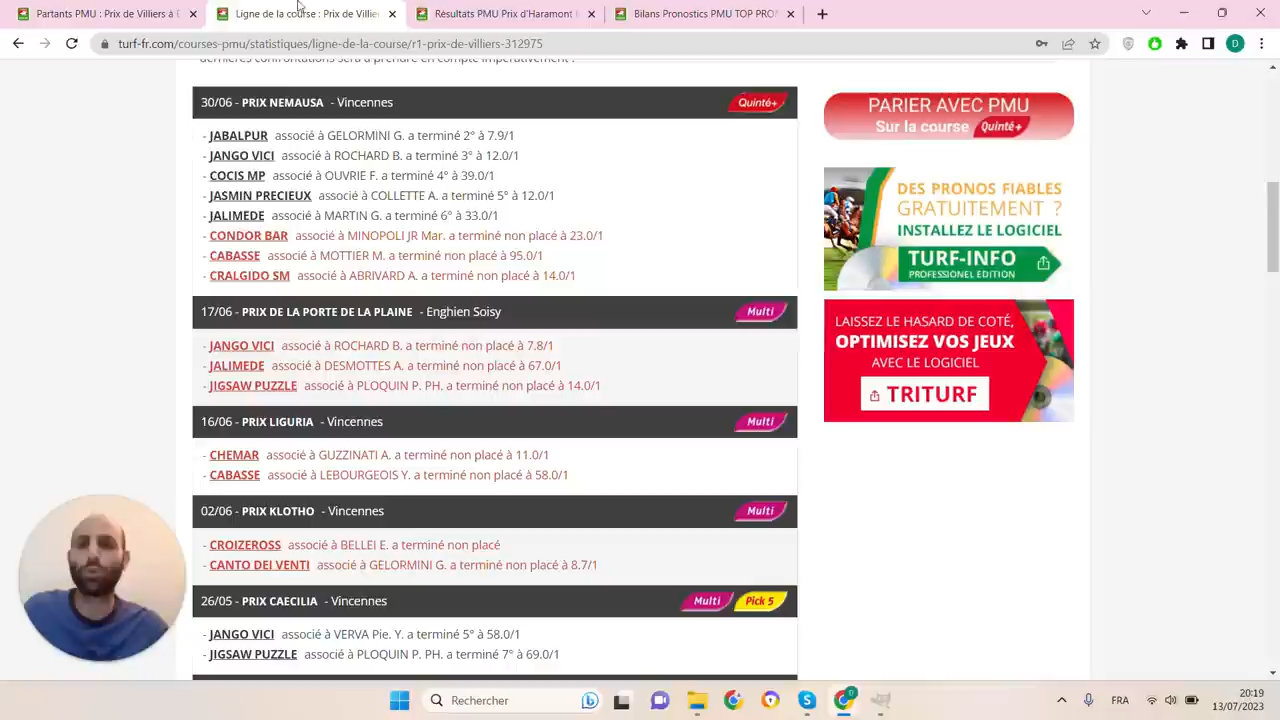 4 courses PMU : Prix de Villiers à S
Ligne de la course : Prix de Villie
Résultats PMU : Prix d'Haramont
Bilans Pronostics PMU TOP PRO
turf-fr.com/courses-pmu/statistiques/ligne-de-la-course/r1-prix-de-villiers-312975
D
dernières confrontations sera à prendre en compte impérativement !
30/06 - PRIX NEMAUSA - Vincennes
Quinté+
- JABALPUR associé à GELORMINI G. a terminé 2° à 7.9/1
- JANGO VICI associé à ROCHARD B. a terminé 3° à 12.0/1
- COCIS MP associé à OUVRIE F. a terminé 4° à 39.0/1
- JASMIN PRECIEUX associé à COLLETTE A. a terminé 5° à 12.0/1
- JALIMEDE associé à MARTIN G. a terminé 6° à 33.0/1
- CONDOR BAR associé à MINOPOLI JR Mar. a terminé non placé à 23.0/1
- CABASSE associé à MOTTIER M. a terminé non placé à 95.0/1
- CRALGIDO SM associé à ABRIVARD A. a terminé non placé à 14.0/1
17/06 - PRIX DE LA PORTE DE LA PLAINE - Enghien Soisy
Multi
- JANGO VICI associé à ROCHARD B. a terminé non placé à 7.8/1
- JALIMEDE associé à DESMOTTES A. a terminé non placé à 67.0/1
- JIGSAW PUZZLE associé à PLOQUIN P. PH. a terminé non placé à 14.0/1
16/06 - PRIX LIGURIA - Vincennes
Multi
- CHEMAR associé à GUZZINATI A. a terminé non placé à 11.0/1
- CABASSE associé à LEBOURGEOIS Y. a terminé non placé à 58.0/1
02/06 - PRIX KLOTHO - Vincennes
Multi
- CROIZEROSS associé à BELLEI E. a terminé non placé
- CANTO DEI VENTI associé à GELORMINI G. a terminé non placé à 8.7/1
26/05 - PRIX CAECILIA - Vincennes
Multi
Pick 5
- JANGO VICI associé à VERVA Pie. Y. a terminé 5° à 58.0/1
- JIGSAW PUZZLE associé à PLOQUIN P. PH. a terminé 7° à 69.0/1
PARIER AVEC PMU
Sur la course Quinté+
DES PRONOS FIABLES
GRATUITEMENT ?
INSTALLEZ LE LOGICIEL
TURF-INFO
PROFESSIONEL EDITION
LAISSEZ LE HASARD DE COTÉ,
OPTIMISEZ VOS JEUX
AVEC LE LOGICIEL
TRITURF
Rechercher
FRA
20:19
13/07/2023